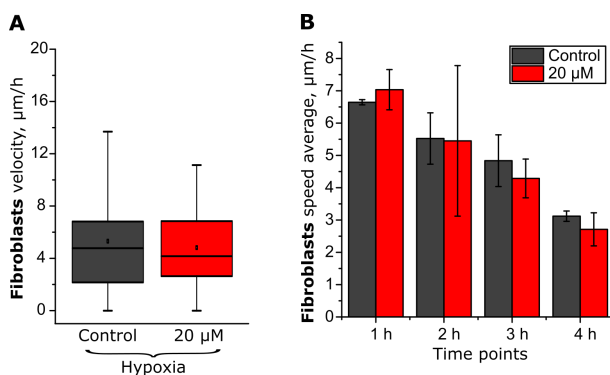 A
Fibroblasts velocity, µm/h
20
16
12
8
4
0
Control 20 µM
Hypoxia
B
Fibroblasts speed average, µm/h
8
7
6
5
4
3
2
1
0
Control
20 µM
1 h 2 h 3 h 4 h
Time points